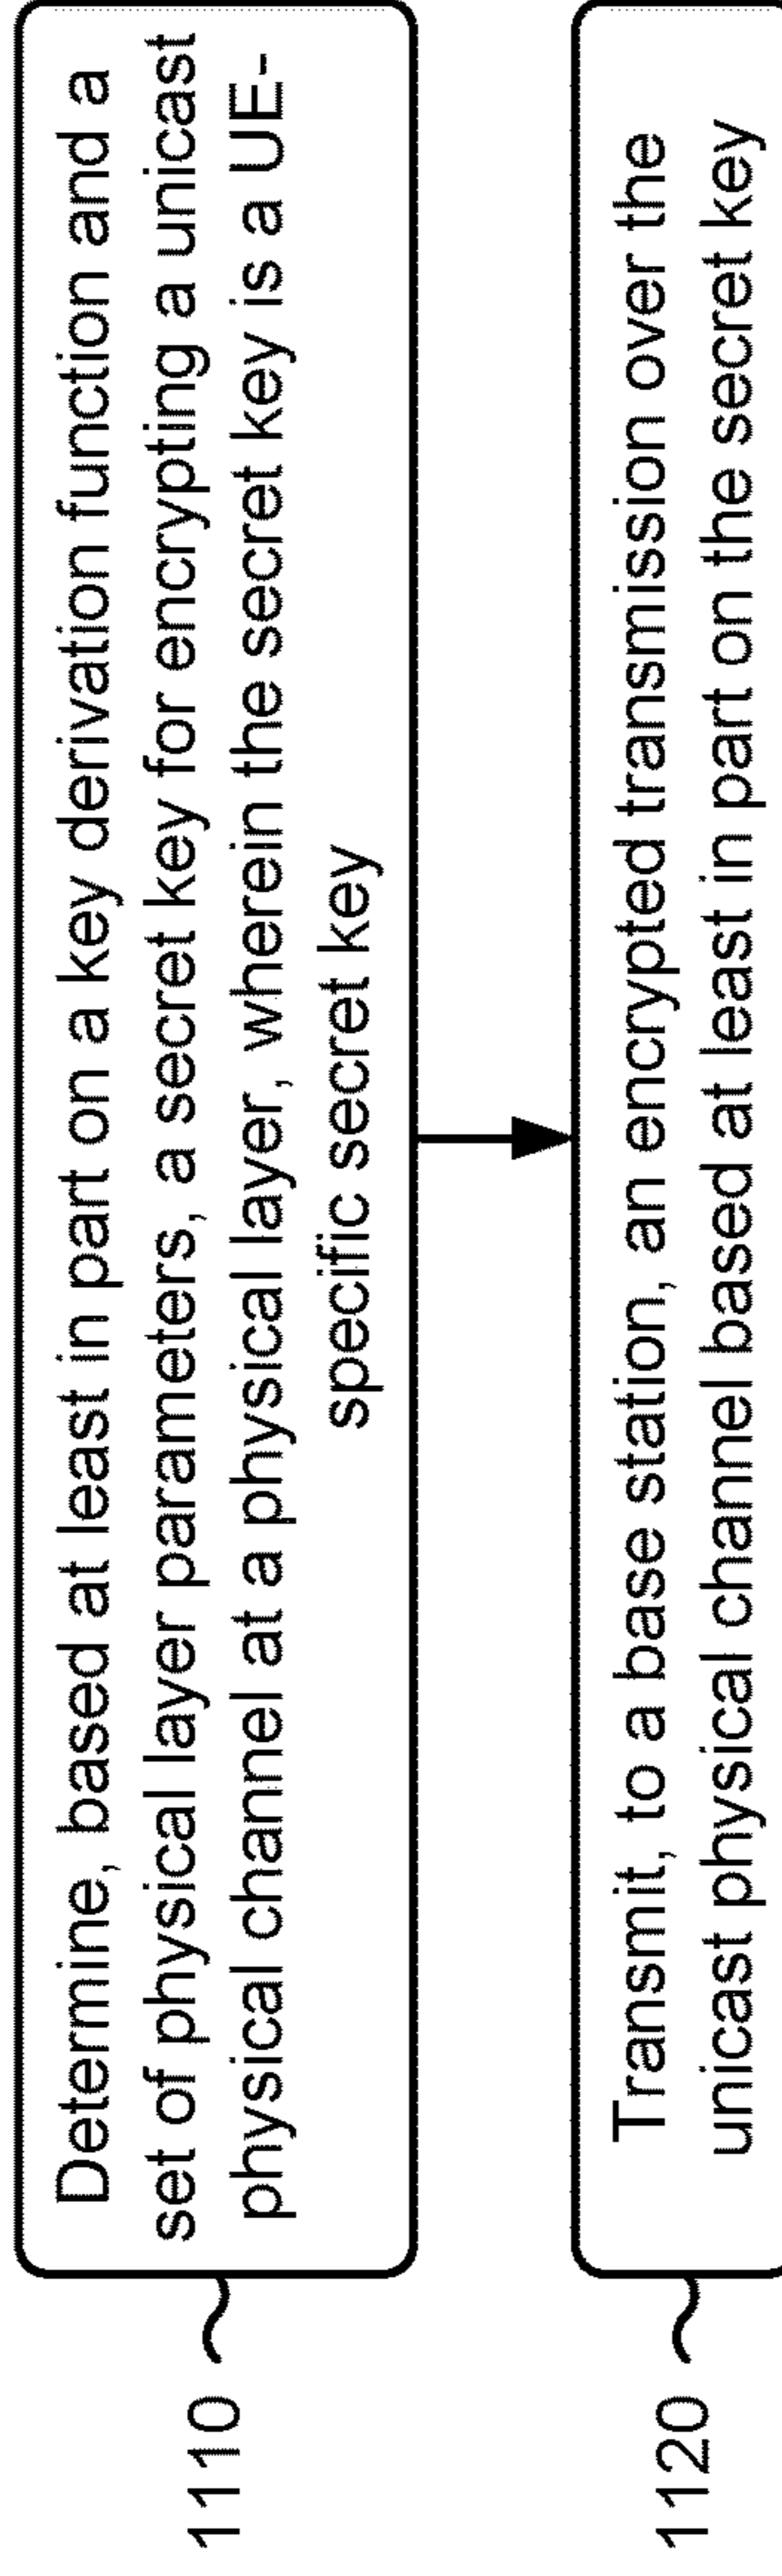 1110
Determine, based at least in part on a key derivation function and a
set of physical layer parameters, a secret key for encrypting a unicast
physical channel at a physical layer, wherein the secret key is a UE-
specific secret key
1120
Transmit, to a base station, an encrypted transmission over the
unicast physical channel based at least in part on the secret key